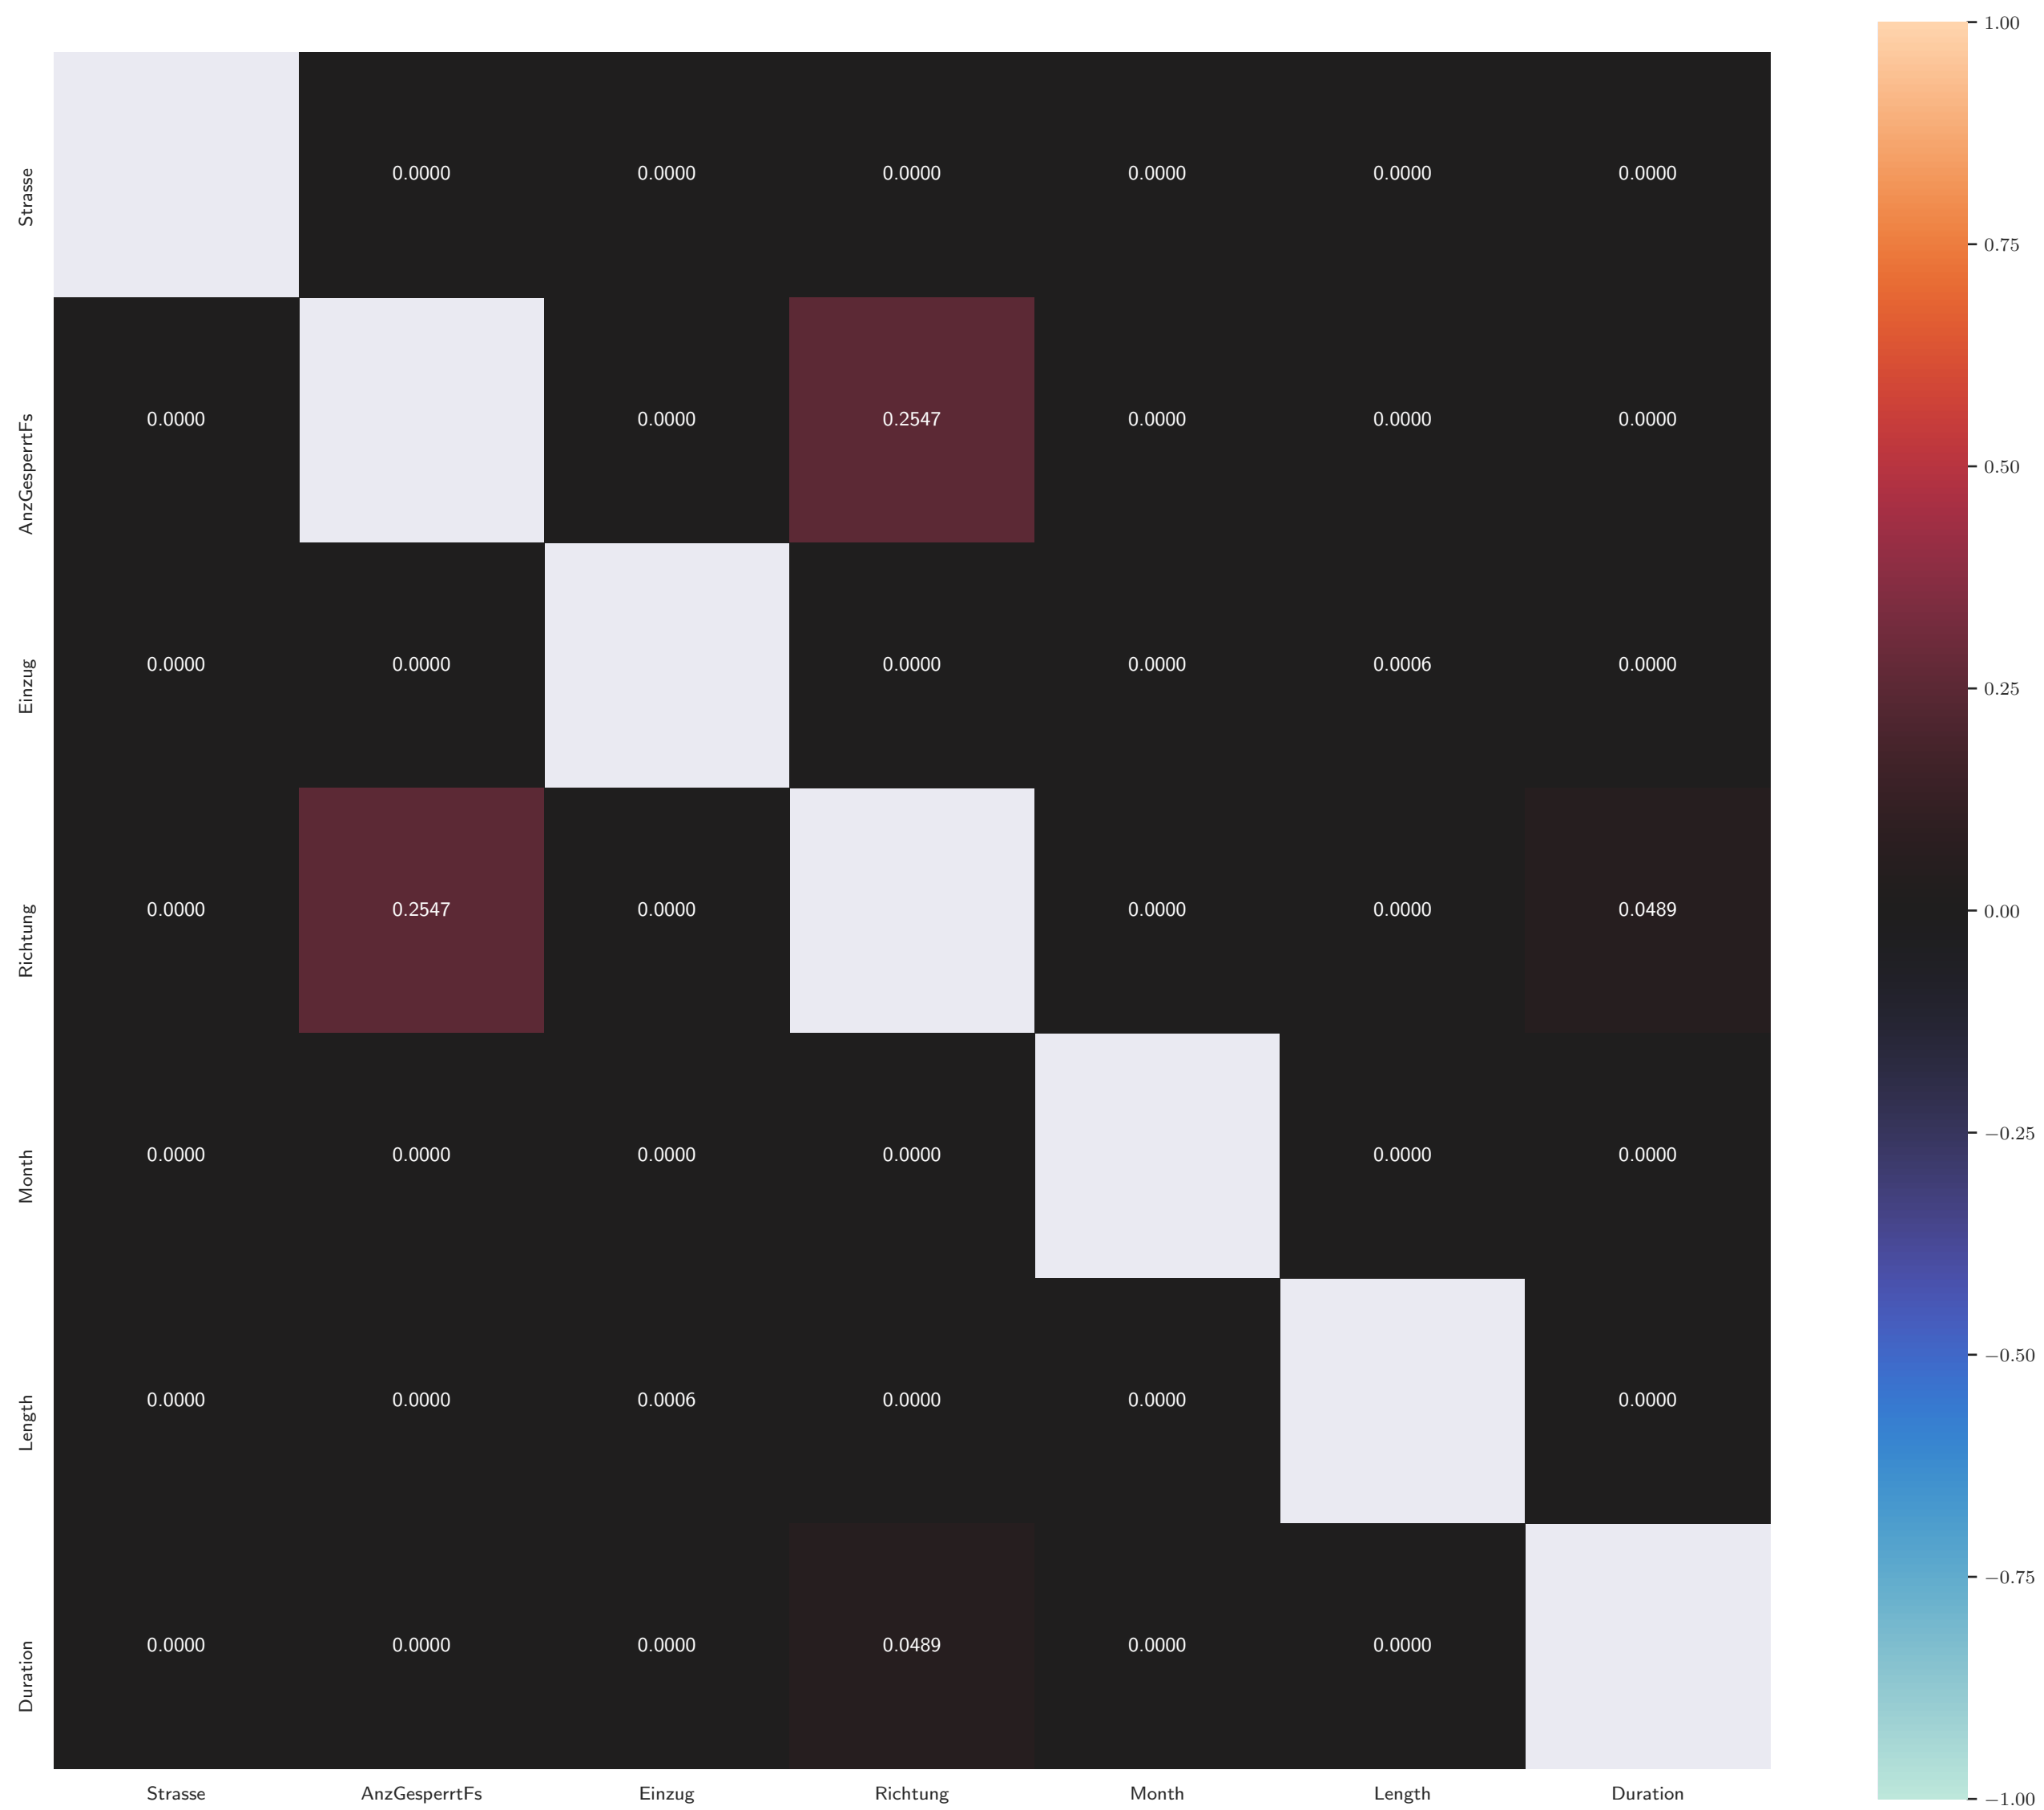 Strasse 0.0000 0.0000 0.0000 0.0000 0.0000 0.0000
AnzGesperrtFs 0.0000 0.0000 0.2547 0.0000 0.0000 0.0000
Einzug 0.0000 0.0000 0.0000 0.0000 0.0006 0.0000
Richtung 0.0000 0.2547 0.0000 0.0000 0.0000 0.0489
Month 0.0000 0.0000 0.0000 0.0000 0.0000 0.0000
Length 0.0000 0.0000 0.0006 0.0000 0.0000 0.0000
Duration 0.0000 0.0000 0.0000 0.0489 0.0000 0.0000
Strasse AnzGesperrtFs Einzug Richtung Month Length Duration
1.00
0.75
0.50
0.25
0.00
−0.25
−0.50
−0.75
−1.00